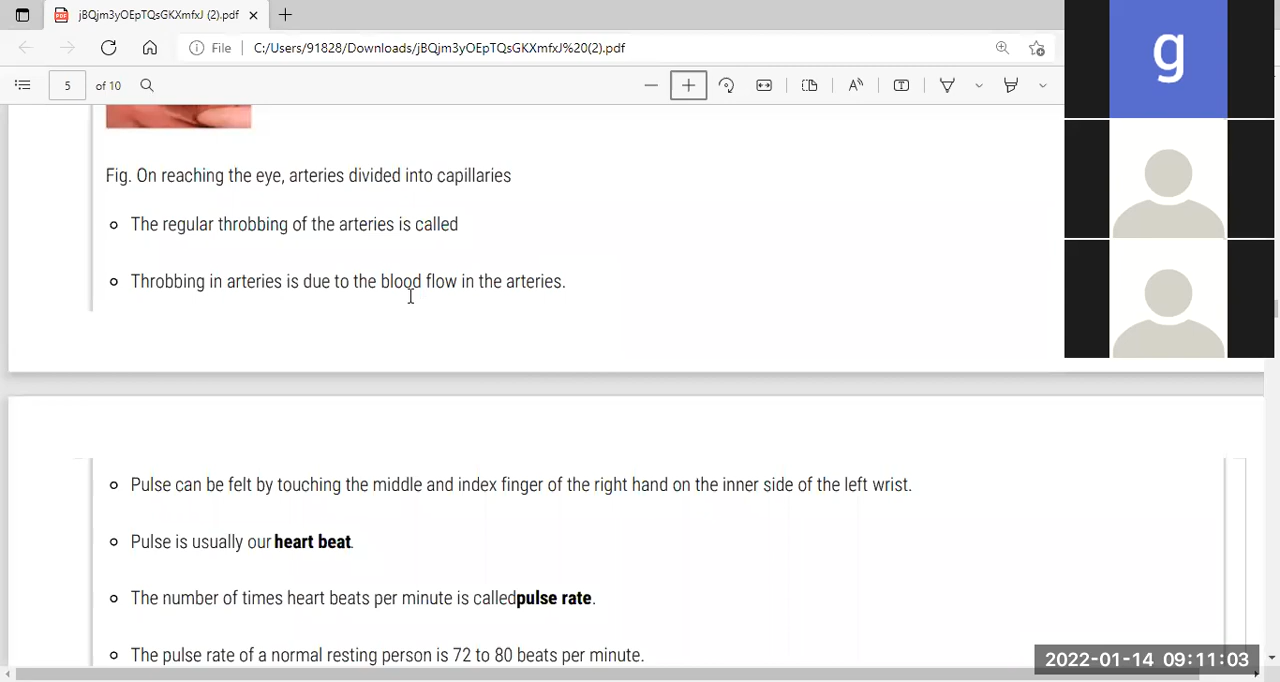 jBQjm3yOEpTQsGKXmfxJ (2).pdf
File
C:/Users/91828/Downloads/jBQjm3yOEpTQsGKXmfxJ%20(2).pdf
5 of 10
g
Fig. On reaching the eye, arteries divided into capillaries
The regular throbbing of the arteries is called
Throbbing in arteries is due to the blood flow in the arteries.
Pulse can be felt by touching the middle and index finger of the right hand on the inner side of the left wrist.
Pulse is usually our heart beat.
The number of times heart beats per minute is called pulse rate.
The pulse rate of a normal resting person is 72 to 80 beats per minute.
2022-01-14 09:11:03